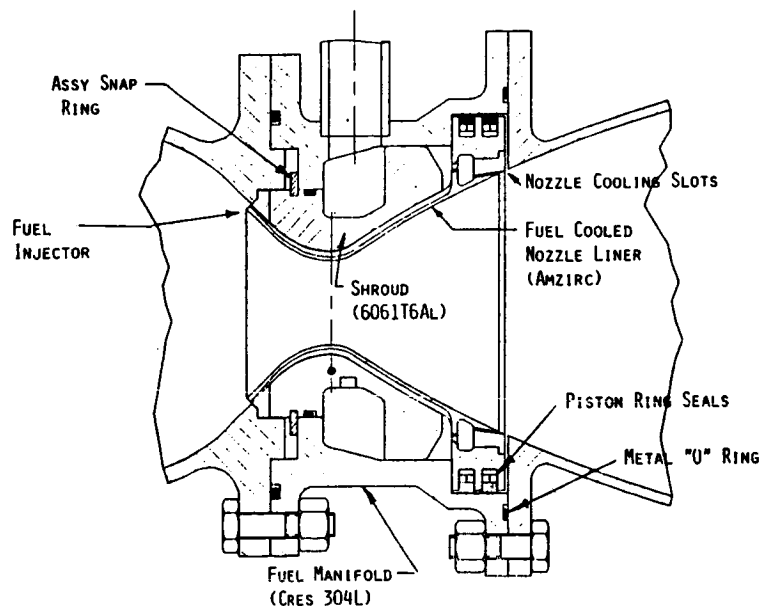 ASSY SNAP
RING
FUEL
INJECTOR
NOZZLE COOLING SLOTS
FUEL COOLED
NOZZLE LINER
(AMZIRC)
SHROUD
(6061T6AL)
PISTON RING SEALS
METAL "O" RING
FUEL MANIFOLD
(CRES 304L)